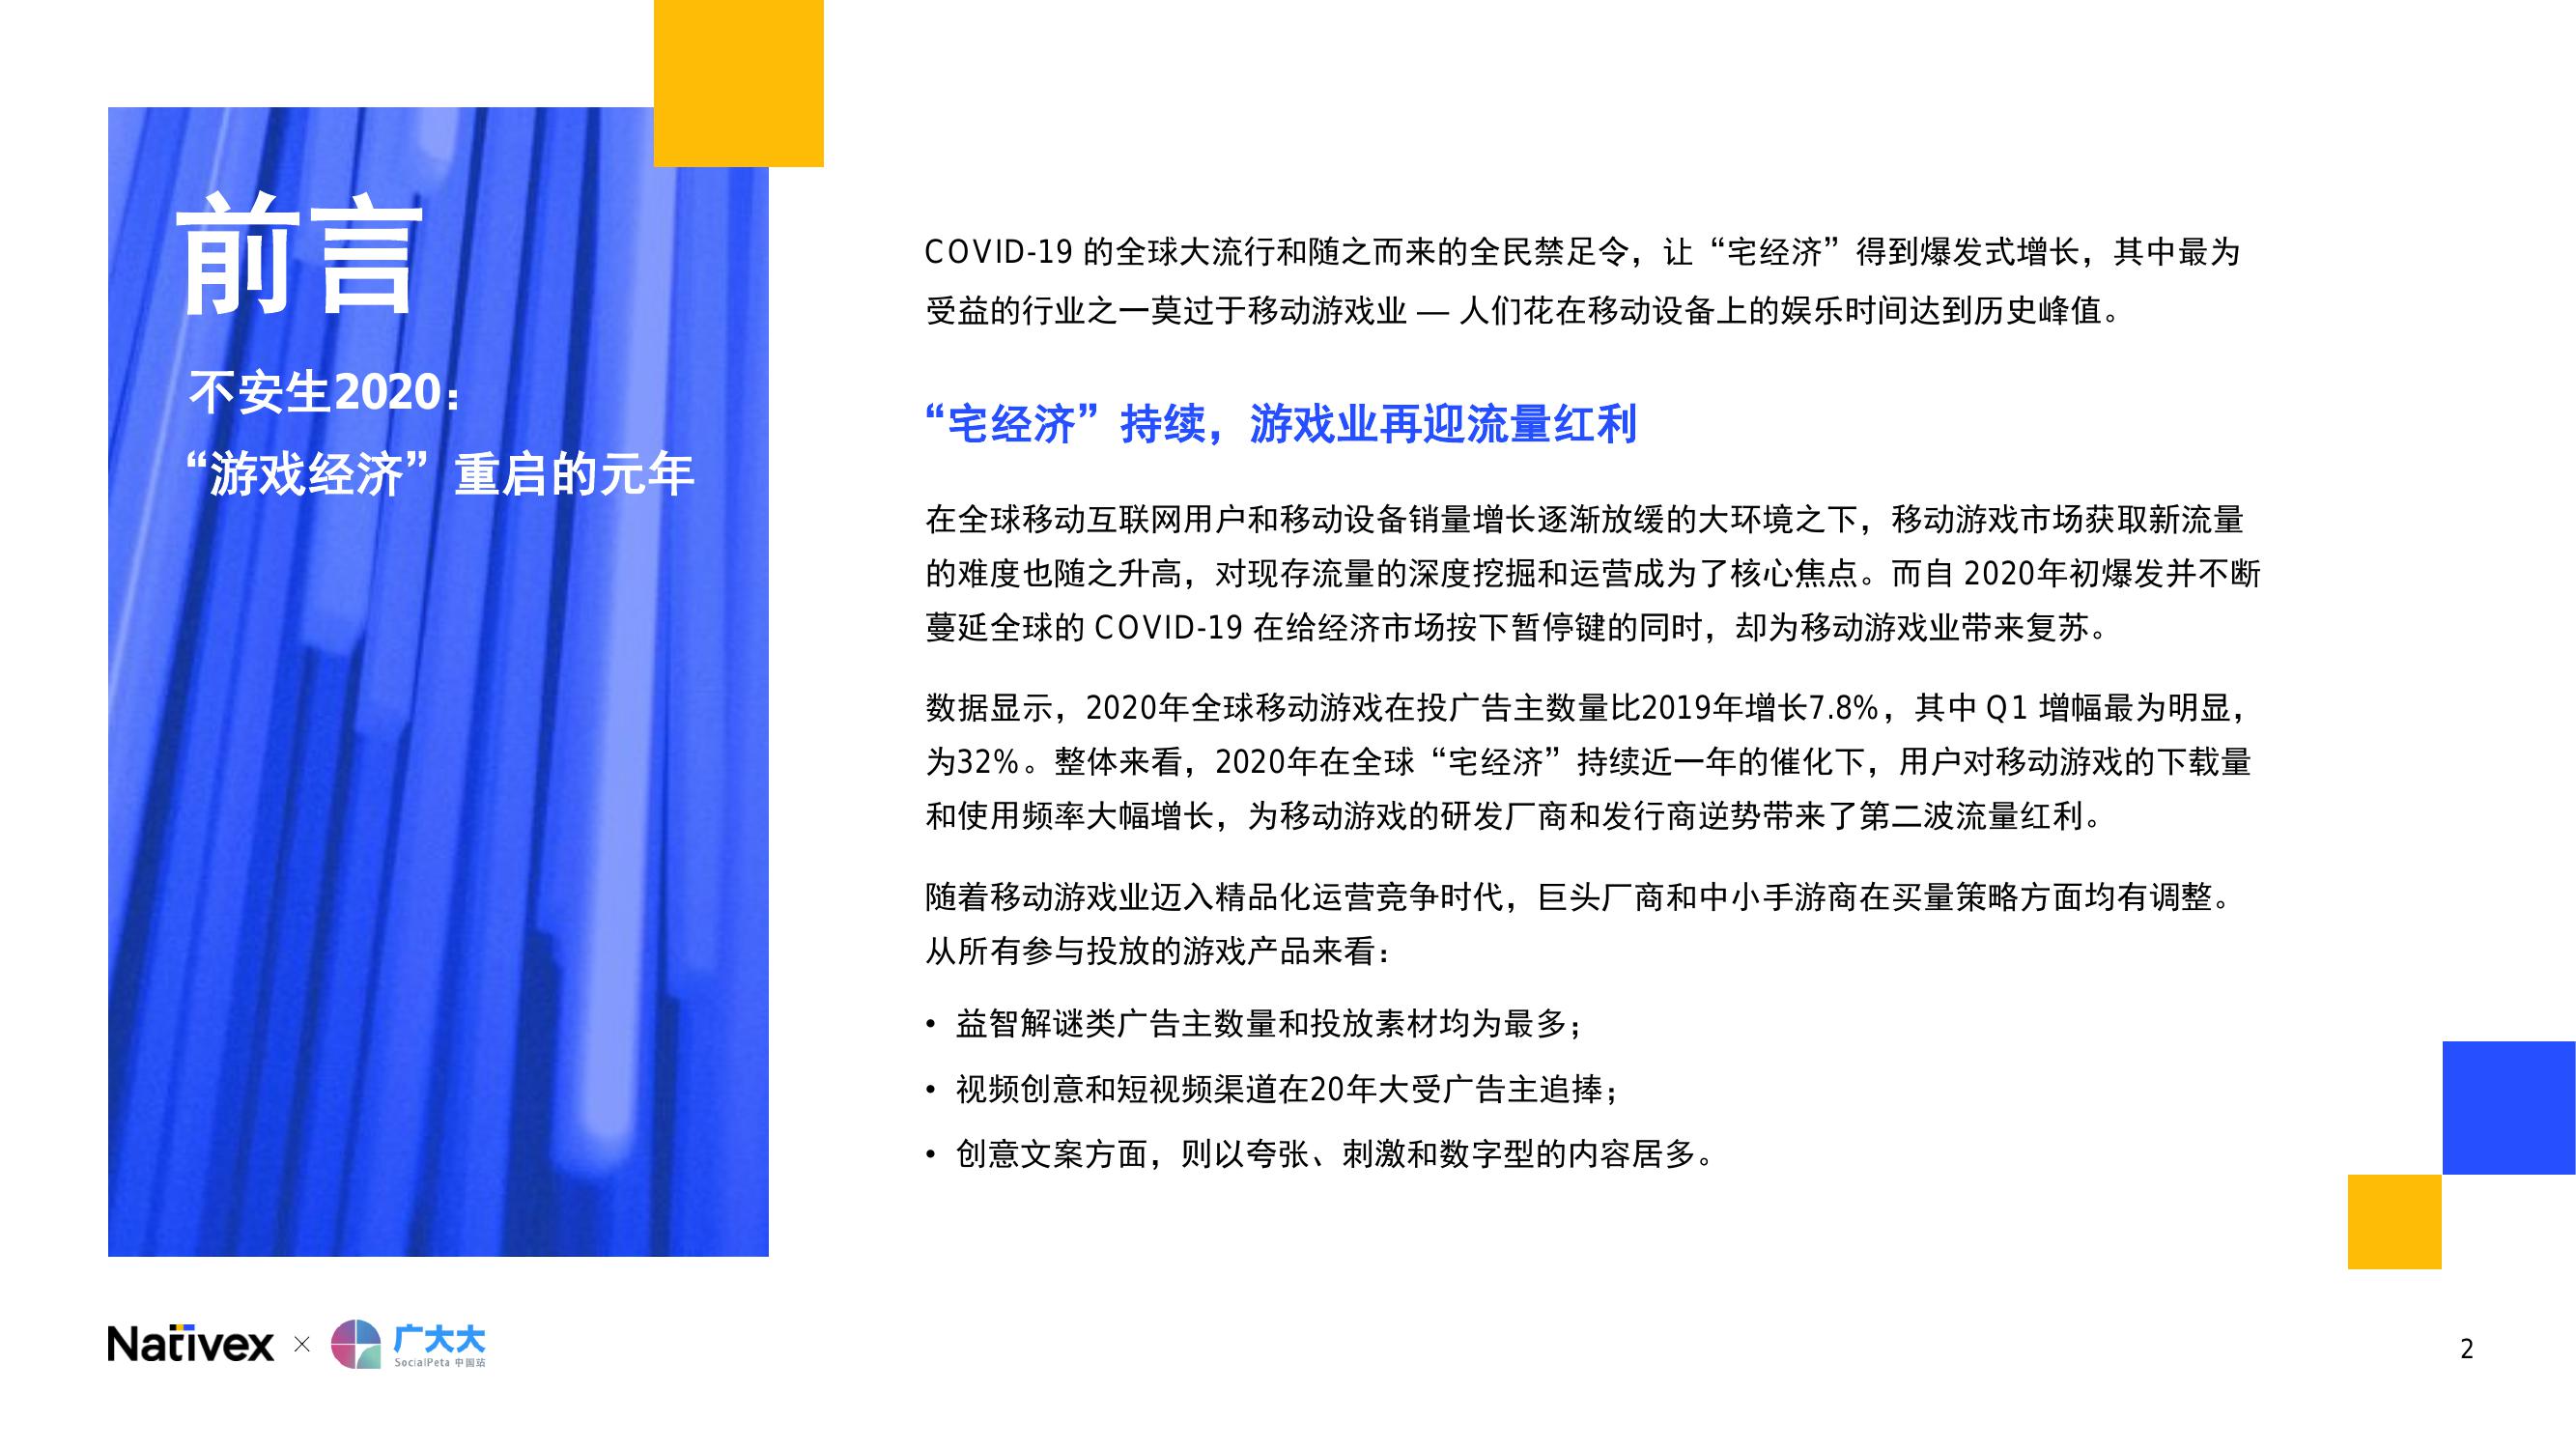 前言
不安生2020：
“游戏经济”重启的元年
COVID-19 的全球大流行和随之而来的全民禁足令，让“宅经济”得到爆发式增长，其中最为
受益的行业之一莫过于移动游戏业 — 人们花在移动设备上的娱乐时间达到历史峰值。
“宅经济”持续，游戏业再迎流量红利
在全球移动互联网用户和移动设备销量增长逐渐放缓的大环境之下，移动游戏市场获取新流量
的难度也随之升高，对现存流量的深度挖掘和运营成为了核心焦点。而自 2020年初爆发并不断
蔓延全球的 COVID-19 在给经济市场按下暂停键的同时，却为移动游戏业带来复苏。
数据显示，2020年全球移动游戏在投广告主数量比2019年增长7.8%，其中 Q1 增幅最为明显，
为32%。整体来看，2020年在全球“宅经济”持续近一年的催化下，用户对移动游戏的下载量
和使用频率大幅增长，为移动游戏的研发厂商和发行商逆势带来了第二波流量红利。
随着移动游戏业迈入精品化运营竞争时代，巨头厂商和中小手游商在买量策略方面均有调整。
从所有参与投放的游戏产品来看：
• 益智解谜类广告主数量和投放素材均为最多；
• 视频创意和短视频渠道在20年大受广告主追捧；
• 创意文案方面，则以夸张、刺激和数字型的内容居多。
Nativex × 广大大
SocialPeta 中国站
2